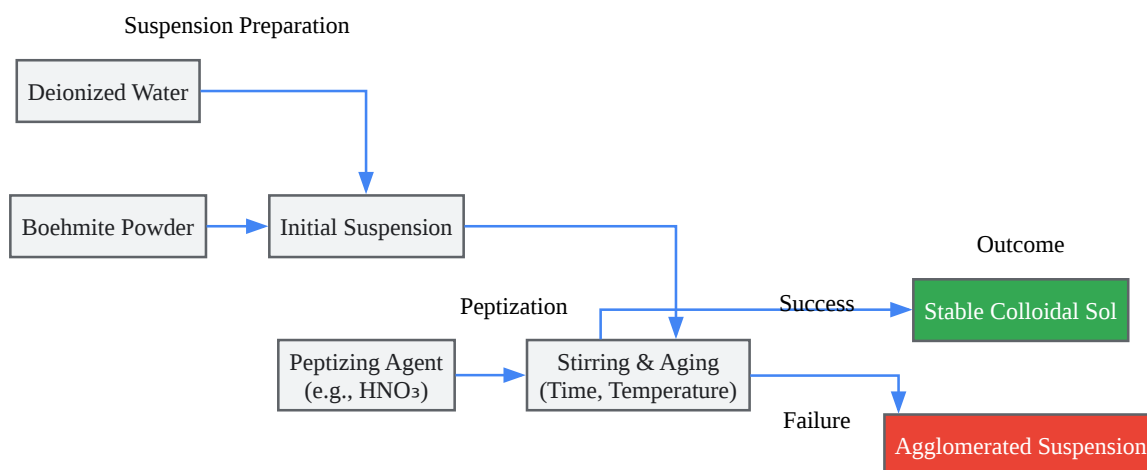 Suspension Preparation
Deionized Water
Boehmite Powder
Initial Suspension
Outcome
Peptization
Success
Stable Colloidal Sol
Peptizing Agent
(e.g., HNO₃)
Stirring & Aging
(Time, Temperature)
Failure
Agglomerated Suspension